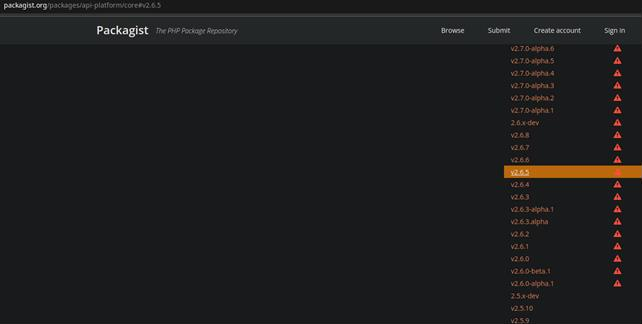 packagist.org/packages/api-platform/core#v2.6.5
Packagist The PHP Package Repository Browse Submit Create account Sign in
v2.7.0-alpha.6
v2.7.0-alpha.5
v2.7.0-alpha.4
v2.7.0-alpha.3
v2.7.0-alpha.2
v2.7.0-alpha.1
2.6.x-dev
v2.6.8
v2.6.7
v2.6.6
v2.6.5
v2.6.4
v2.6.3
v2.6.3-alpha.1
v2.6.3.alpha
v2.6.2
v2.6.1
v2.6.0
v2.6.0-beta.1
v2.6.0-alpha.1
2.5.x-dev
v2.5.10
v2.5.9